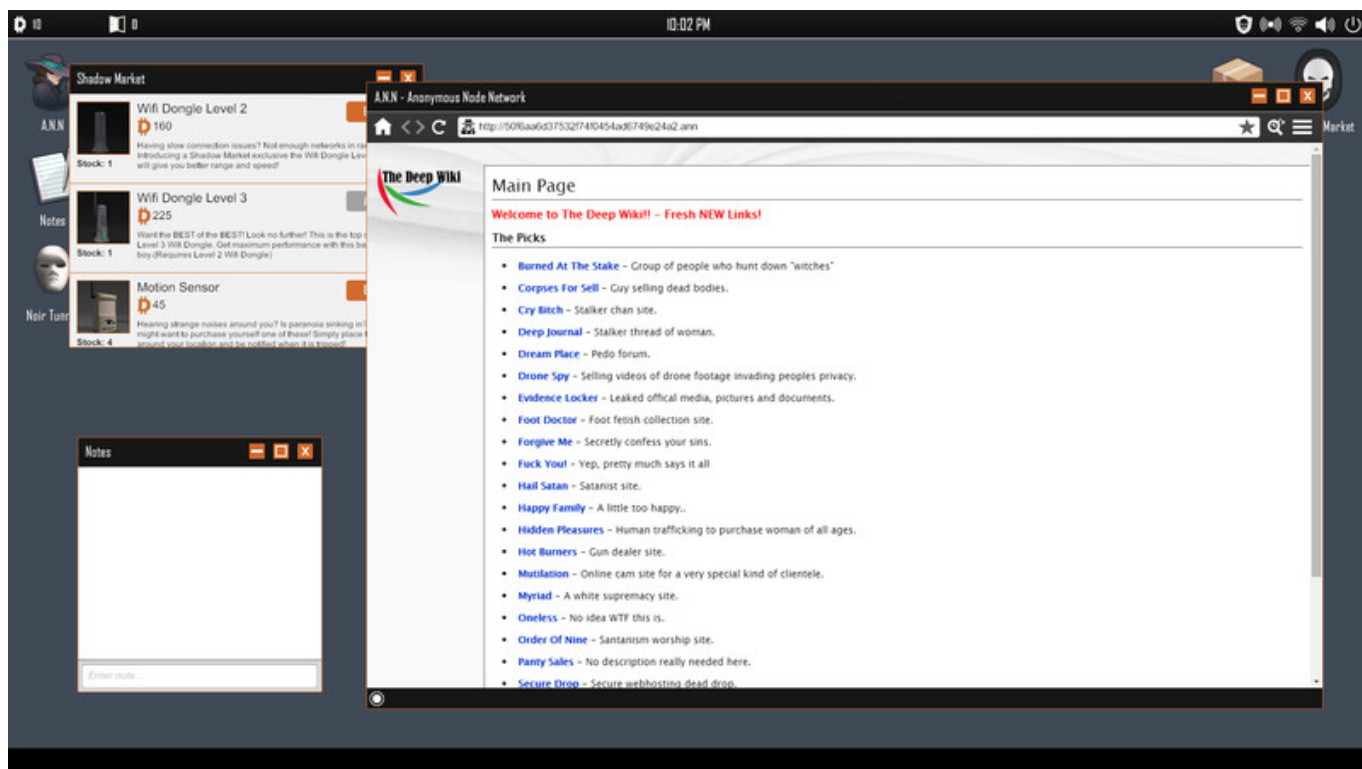 10
0
10:02 PM
A.N.N
Notes
Noir Tunn
Market
Shadow Market
Wifi Dongle Level 2
160
Having slow connection issues? Not enough networks in
Introducing a Shadow Market exclusive the Wifi Dongle
will give you better range and speed!
Stock: 1
Wifi Dongle Level 3
225
Want the BEST of the BEST! Look no further! This is the top
Level 3 Wifi Dongle. Get maximum performance with this
boy (Requires Level 2 Wifi Dongle)
Stock: 1
Motion Sensor
45
Hearing strange noises around you? Is paranoia sinking in?
might want to purchase yourself one of these! Simply place
around your location and be notified when it is tripped!
Stock: 4
Notes
Enter note...
A.N.N - Anonymous Node Network
http://50f6aa6d37532f74f0454ad6749e24a2.ann
The Deep Wiki
Main Page
Welcome to The Deep Wiki!! – Fresh NEW Links!
The Picks
• Burned At The Stake – Group of people who hunt down "witches"
• Corpses For Sell – Guy selling dead bodies.
• Cry Bitch – Stalker chan site.
• Deep Journal – Stalker thread of woman.
• Dream Place – Pedo forum.
• Drone Spy – Selling videos of drone footage invading peoples privacy.
• Evidence Locker – Leaked offical media, pictures and documents.
• Foot Doctor – Foot fetish collection site.
• Forgive Me – Secretly confess your sins.
• Fuck You! – Yep, pretty much says it all
• Hail Satan – Satanist site.
• Happy Family – A little too happy..
• Hidden Pleasures – Human trafficking to purchase woman of all ages.
• Hot Burners – Gun dealer site.
• Mutilation – Online cam site for a very special kind of clientele.
• Myriad – A white supremacy site.
• Oneless – No idea WTF this is.
• Order Of Nine – Santanism worship site.
• Panty Sales – No description really needed here.
• Secure Drop – Secure webhosting dead drop.